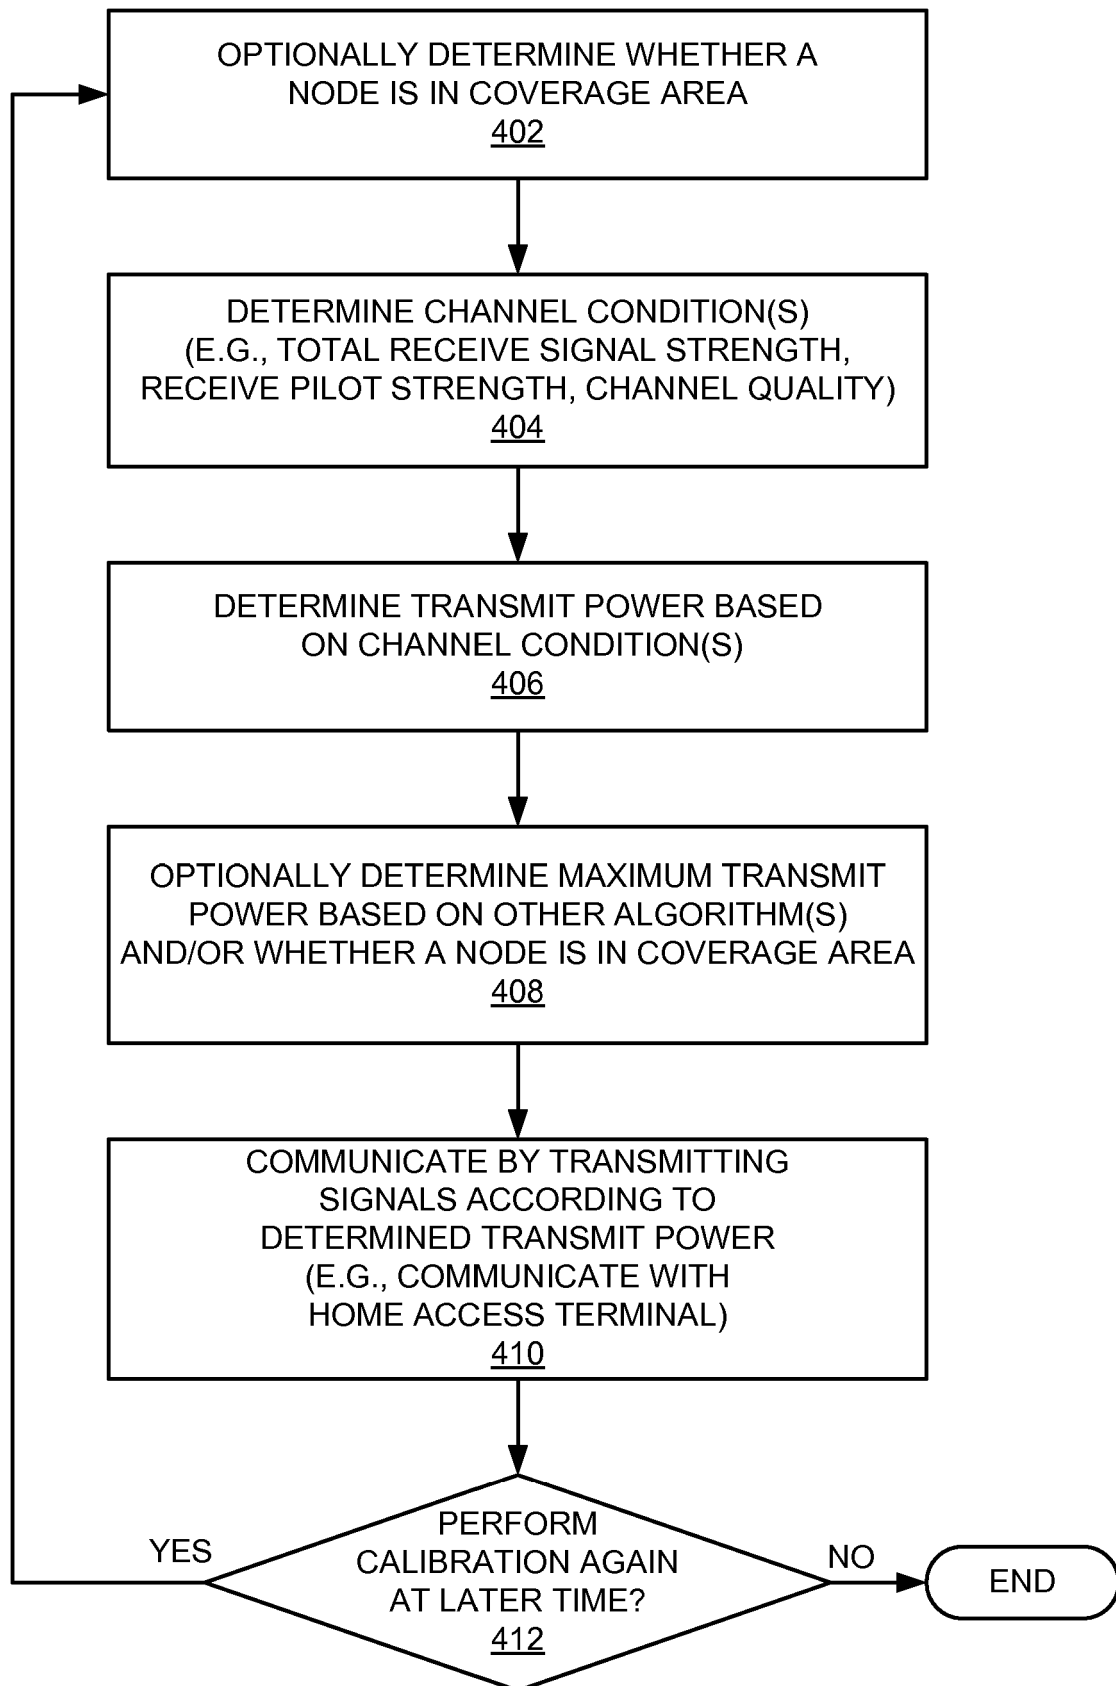 OPTIONALLY DETERMINE WHETHER A
NODE IS IN COVERAGE AREA
402
DETERMINE CHANNEL CONDITION(S)
(E.G., TOTAL RECEIVE SIGNAL STRENGTH,
RECEIVE PILOT STRENGTH, CHANNEL QUALITY)
404
DETERMINE TRANSMIT POWER BASED
ON CHANNEL CONDITION(S)
406
OPTIONALLY DETERMINE MAXIMUM TRANSMIT
POWER BASED ON OTHER ALGORITHM(S)
AND/OR WHETHER A NODE IS IN COVERAGE AREA
408
COMMUNICATE BY TRANSMITTING
SIGNALS ACCORDING TO
DETERMINED TRANSMIT POWER
(E.G., COMMUNICATE WITH
HOME ACCESS TERMINAL)
410
YES
PERFORM
CALIBRATION AGAIN
AT LATER TIME?
412
NO
END